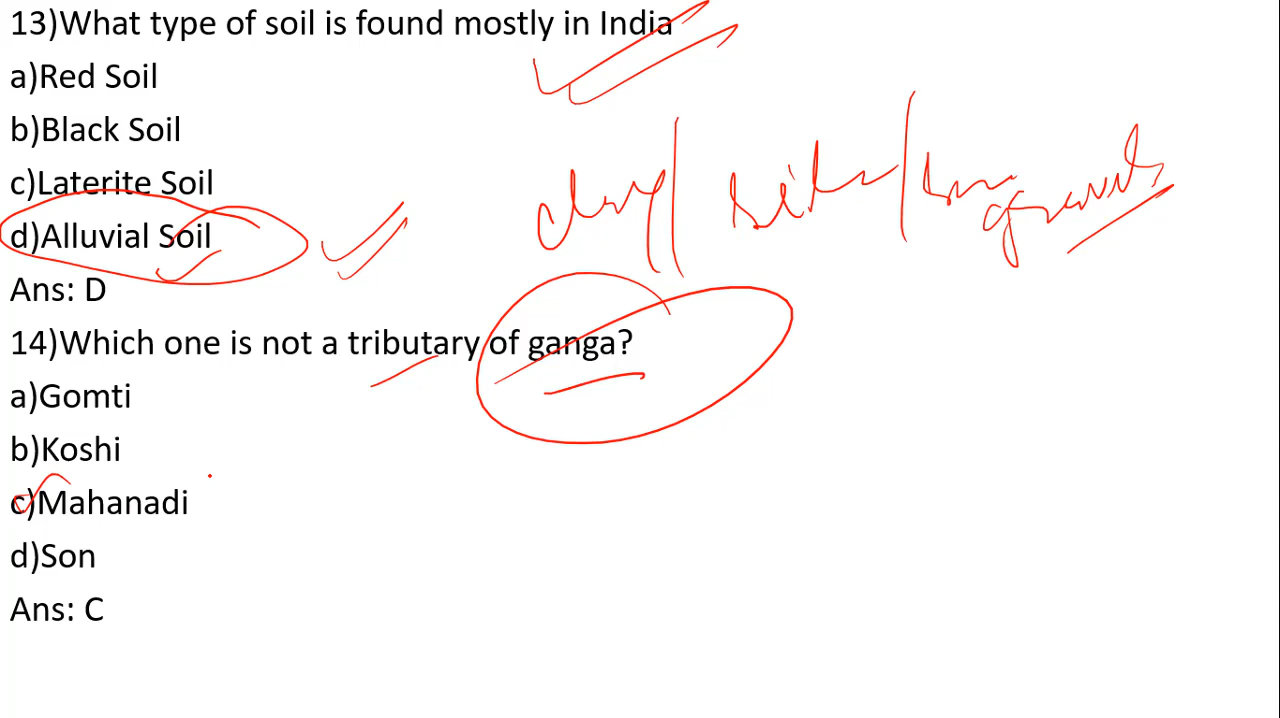 13)What type of soil is found mostly in India
a)Red Soil
b)Black Soil
c)Laterite Soil
d)Alluvial Soil
Ans: D
14)Which one is not a tributary of ganga?
a)Gomti
b)Koshi
c)Mahanadi
d)Son
Ans: C